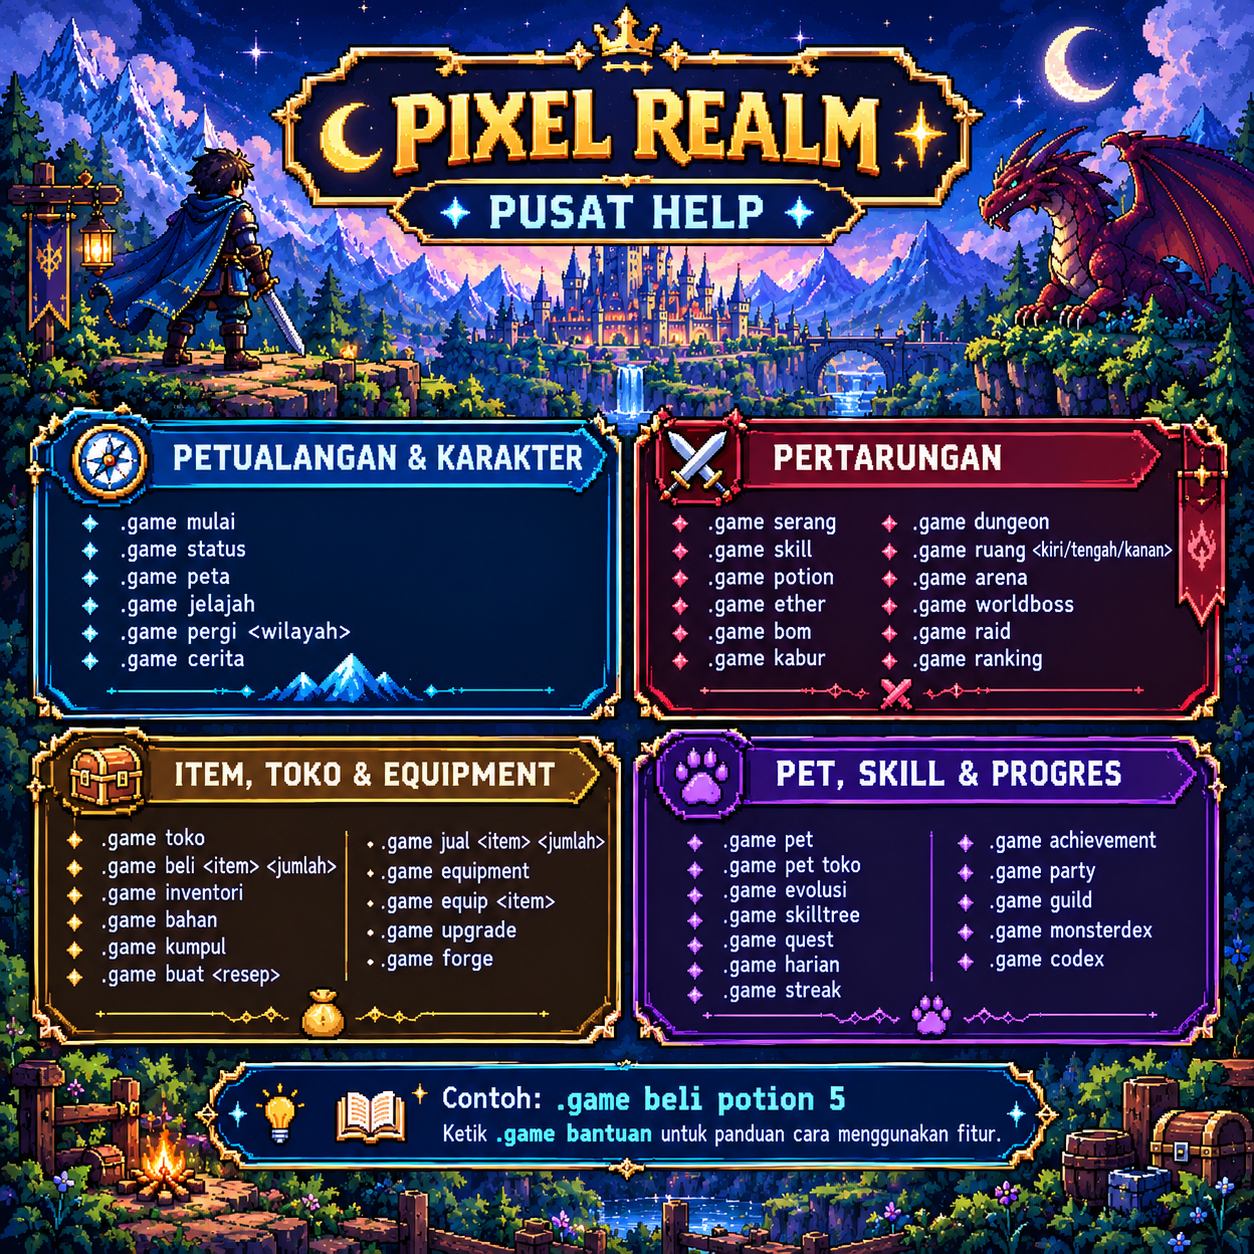 PIXEL REALM
PUSAT HELP
PETUALANGAN & KARAKTER
.game mulai
.game status
.game peta
.game jelajah
.game pergi <wilayah>
.game cerita
PERTARUNGAN
.game serang
.game skill
.game potion
.game ether
.game bom
.game kabur
.game dungeon
.game ruang <kiri/tengah/kanan>
.game arena
.game worldboss
.game raid
.game ranking
ITEM, TOKO & EQUIPMENT
.game toko
.game beli <item> <jumlah>
.game inventori
.game bahan
.game kumpul
.game buat <resep>
.game jual <item> <jumlah>
.game equipment
.game equip <item>
.game upgrade
.game forge
PET, SKILL & PROGRES
.game pet
.game pet toko
.game evolusi
.game skilltree
.game quest
.game harian
.game streak
.game achievement
.game party
.game guild
.game monsterdex
.game codex
Contoh: .game beli potion 5
Ketik .game bantuan untuk panduan cara menggunakan fitur.